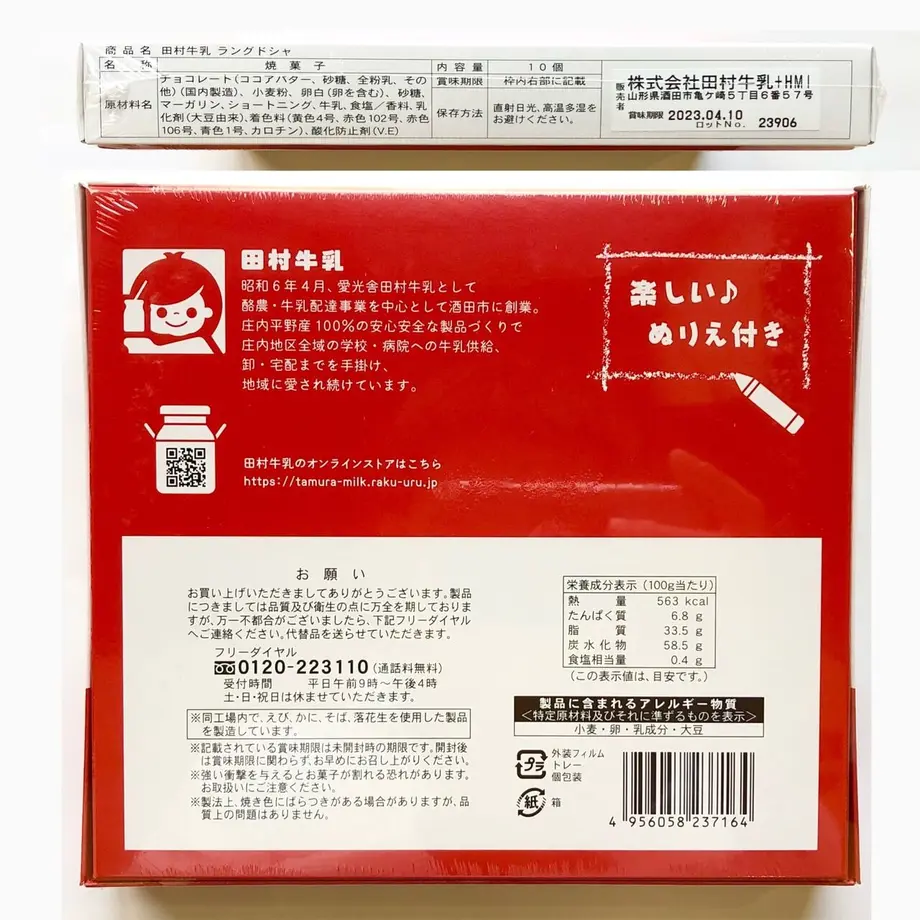 商品名 田村牛乳 ラングドシャ
名称 焼菓子
原材料名 チョコレート(ココアバター、砂糖、全粉乳、その
他)(国内製造)、小麦粉、卵白(卵を含む)、砂糖、
マーガリン、ショートニング、牛乳、食塩/香料、乳
化剤(大豆由来)、着色料(黄色4号、赤色102号、赤色
106号、青色1号、カロチン)、酸化防止剤(V.E)
内容量 10個
賞味期限 枠内右部に記載
保存方法 直射日光、高温多湿を
お避けください。
販売者 株式会社田村牛乳+HMI
山形県酒田市亀ヶ崎5丁目6番57号
賞味期限 2023.04.10
ロットNo. 23906
田村牛乳
昭和6年4月、愛光舎田村牛乳として
酪農・牛乳配達事業を中心として酒田市に創業。
庄内平野産100%の安心安全な製品づくりで
庄内地区全域の学校・病院への牛乳供給、
卸・宅配までを手掛け、
地域に愛され続けています。
楽しい♪
ぬりえ付き
田村牛乳のオンラインストアはこちら
https://tamura-milk.raku-uru.jp
お願い
お買い上げいただきましてありがとうございます。製品
につきましては品質及び衛生の点に万全を期しておりま
すが、万一不都合がございましたら、下記フリーダイヤル
へご連絡ください。代替品を送らせていただきます。
フリーダイヤル
0120-223110(通話料無料)
受付時間 平日午前9時～午後4時
土・日・祝日は休ませていただきます。
※同工場内で、えび、かに、そば、落花生を使用した製品
を製造しています。
※記載されている賞味期限は未開封時の期限です。開封後
は賞味期限に関わらず、お早めにお召し上がりください。
※強い衝撃を与えるとお菓子が割れる恐れがあります。
お取扱いにご注意ください。
※製法上、焼き色にばらつきがある場合がありますが、品
質上の問題はありません。
栄養成分表示(100g当たり)
熱量 563 kcal
たんぱく質 6.8 g
脂質 33.5 g
炭水化物 58.5 g
食塩相当量 0.4 g
(この表示値は、目安です。)
製品に含まれるアレルギー物質
<特定原材料及びそれに準ずるものを表示>
小麦・卵・乳成分・大豆
プラ 外装フィルム
トレー
個包装
紙 箱
4 956058 237164